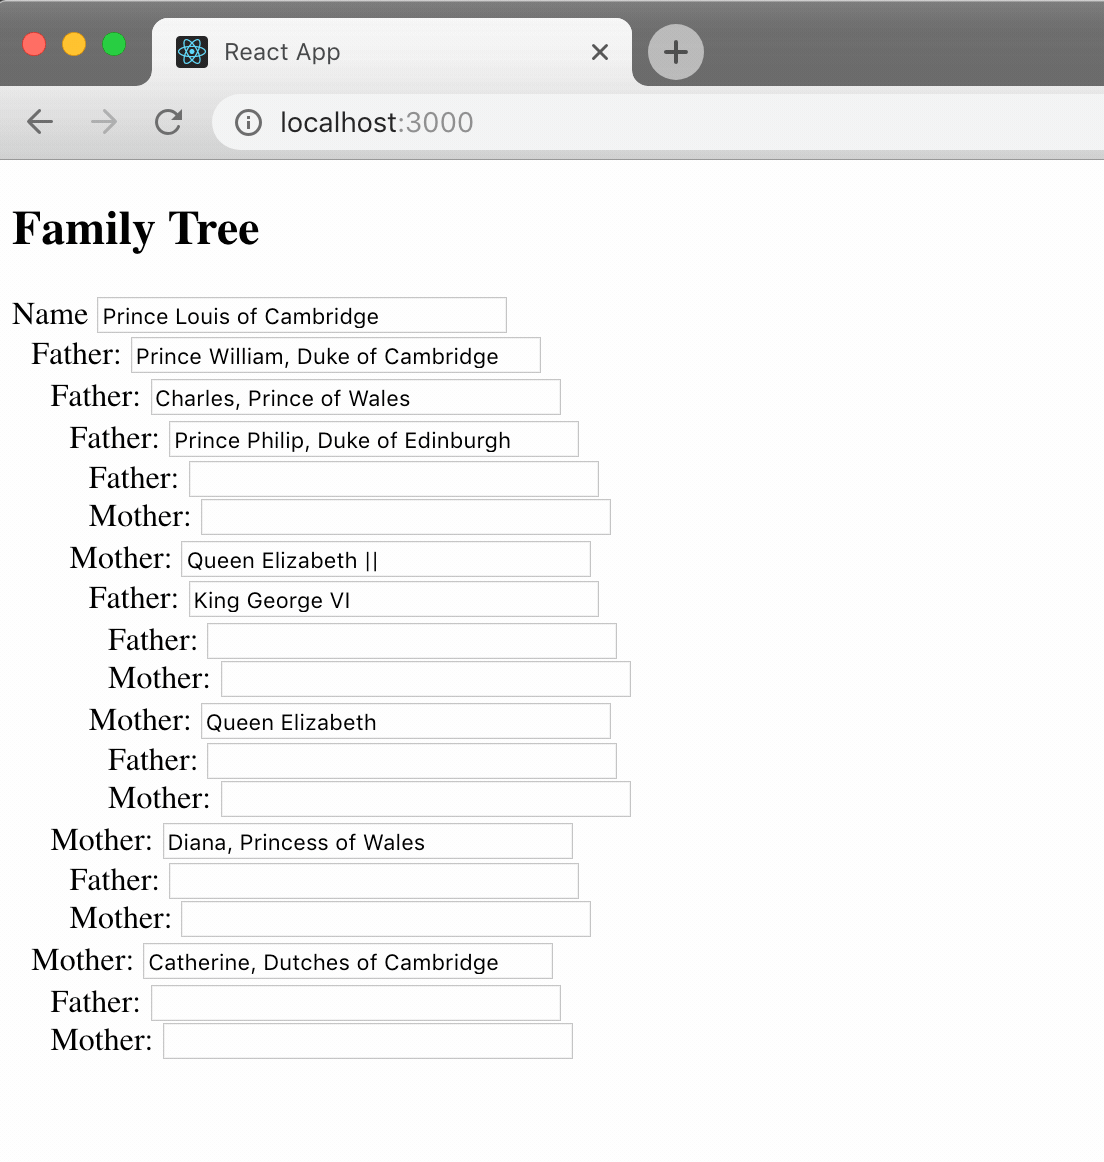 React App
localhost:3000
Family Tree
Name Prince Louis of Cambridge
Father: Prince William, Duke of Cambridge
Father: Charles, Prince of Wales
Father: Prince Philip, Duke of Edinburgh
Father:
Mother:
Mother: Queen Elizabeth ||
Father: King George VI
Father:
Mother:
Mother: Queen Elizabeth
Father:
Mother:
Mother: Diana, Princess of Wales
Father:
Mother:
Mother: Catherine, Dutches of Cambridge
Father:
Mother: